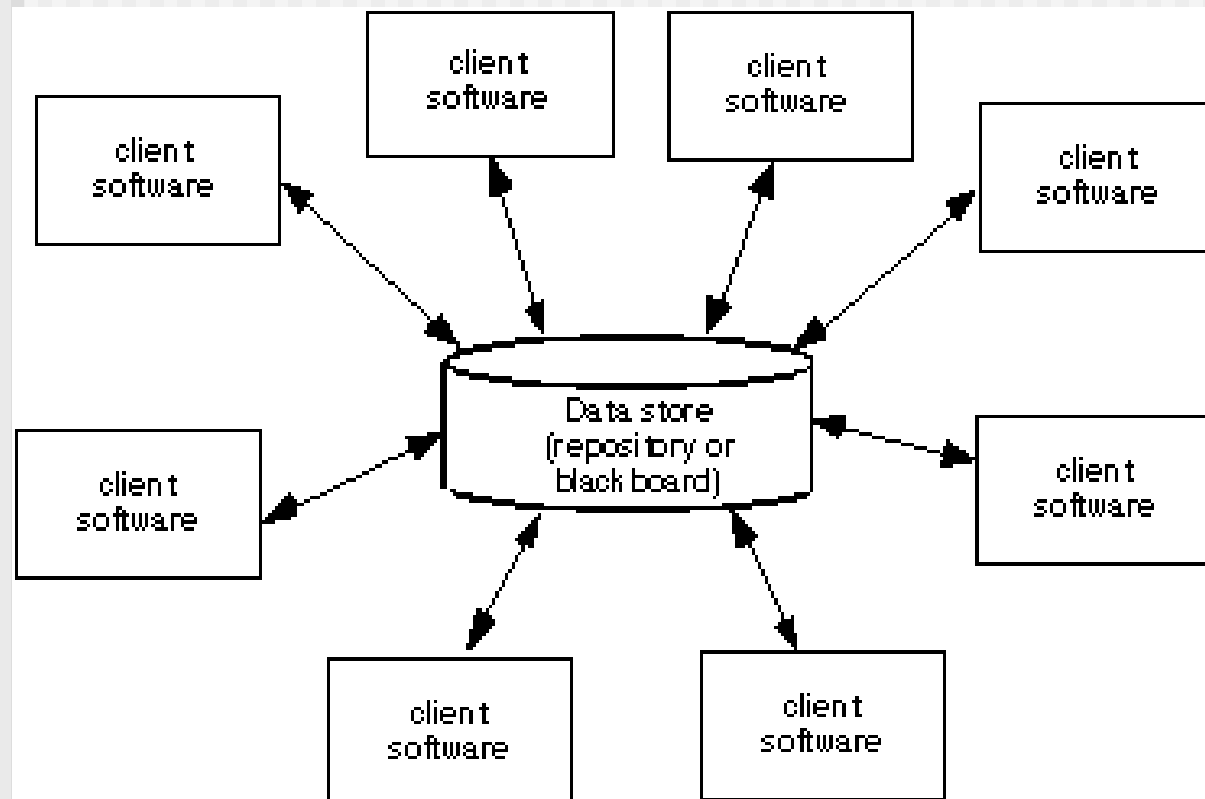 client
software
client
software
client
software
client
software
Data store
(repository or
black board)
client
software
client
software
client
software
client
software